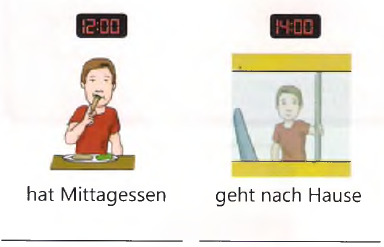 12:00
14:00
hat Mittagessen
geht nach Hause